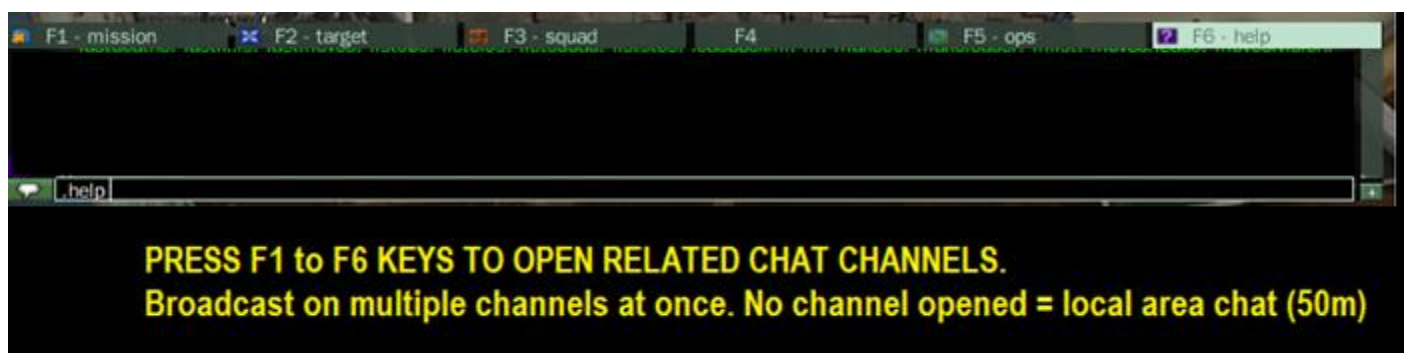 F1 - mission F2 - target F3 - squad F4 F5 - ops F6 - help
.help
PRESS F1 to F6 KEYS TO OPEN RELATED CHAT CHANNELS.
Broadcast on multiple channels at once. No channel opened = local area chat (50m)